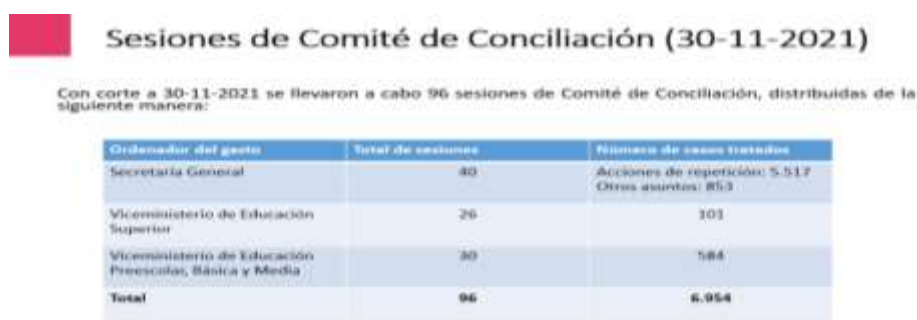 Sesiones de Comité de Conciliación (30-11-2021)
Con corte a 30-11-2021 se llevaron a cabo 96 sesiones de Comité de Conciliación, distribuidas de la
siguiente manera:
Ordenador del gasto Total de sesiones Número de casos tratados
Secretaría General 40 Acciones de repetición: 5.517
Otros asuntos: 853
Viceministerio de Educación 26 101
Superior
Viceministerio de Educación 30 584
Preescolar, Básica y Media
Total 96 6.954